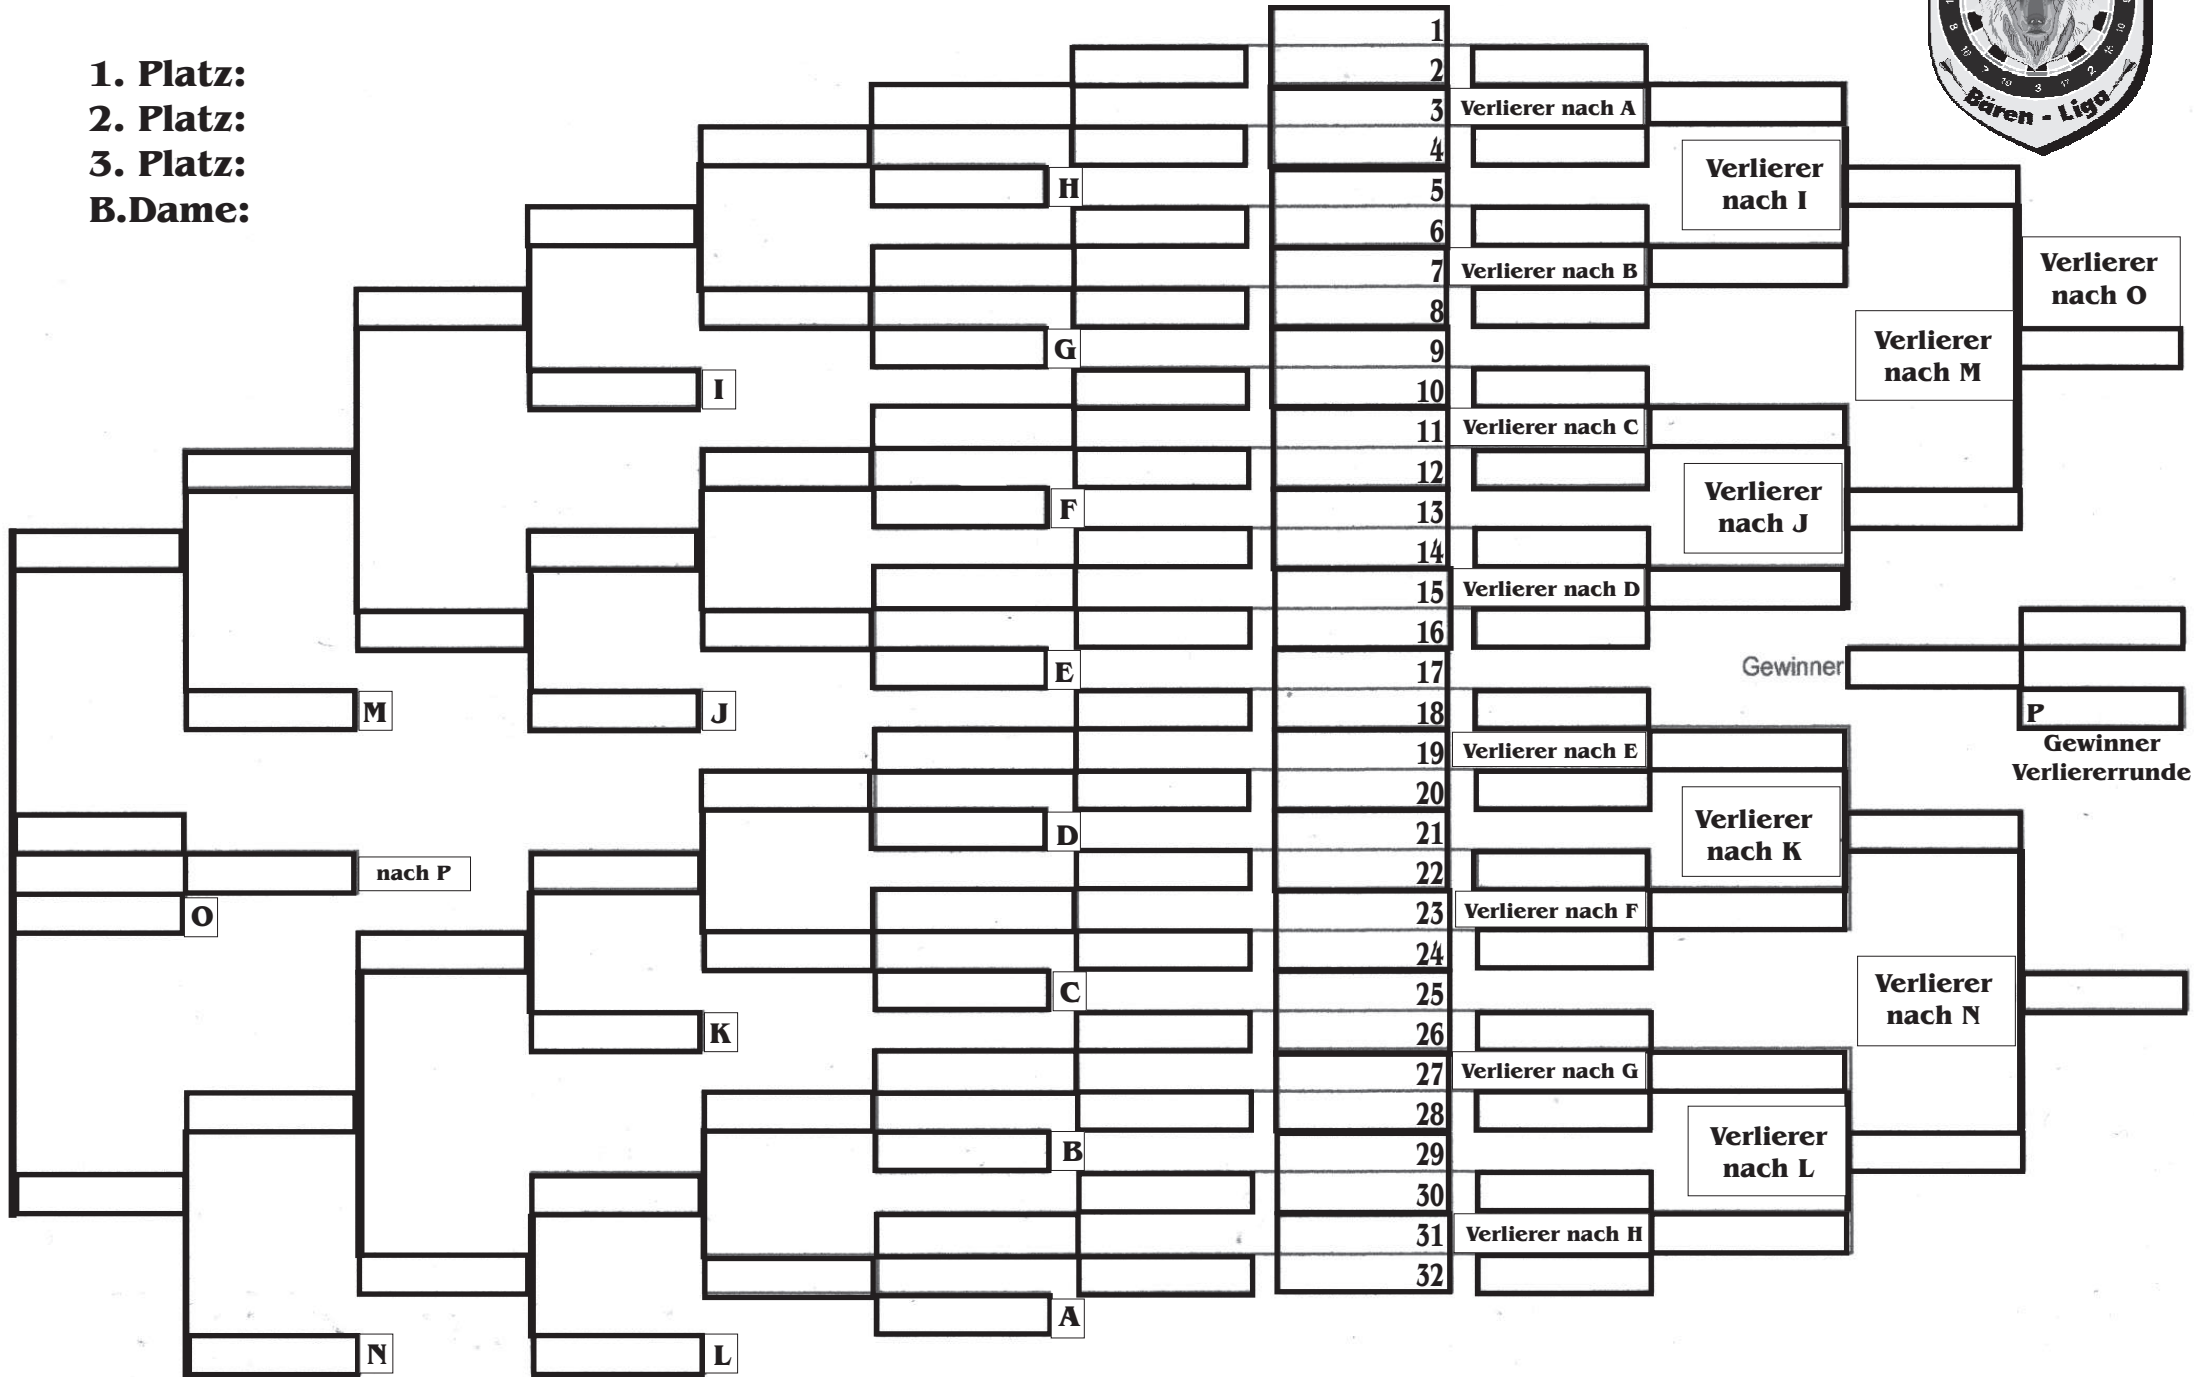 1. Platz:
2. Platz:
3. Platz:
B.Dame:
Bären - Liga
1
2
3
4
5
6
7
8
9
10
11
12
13
14
15
16
17
18
19
20
21
22
23
24
25
26
27
28
29
30
31
32
H
G
I
F
E
M
J
D
nach P
O
C
K
B
A
N
L
Verlierer nach A
Verlierer nach B
Verlierer nach C
Verlierer nach D
Verlierer nach E
Verlierer nach F
Verlierer nach G
Verlierer nach H
Verlierer
nach I
Verlierer
nach J
Verlierer
nach K
Verlierer
nach L
Verlierer
nach M
Verlierer
nach N
Verlierer
nach O
Gewinner
P
Gewinner
Verliererrunde